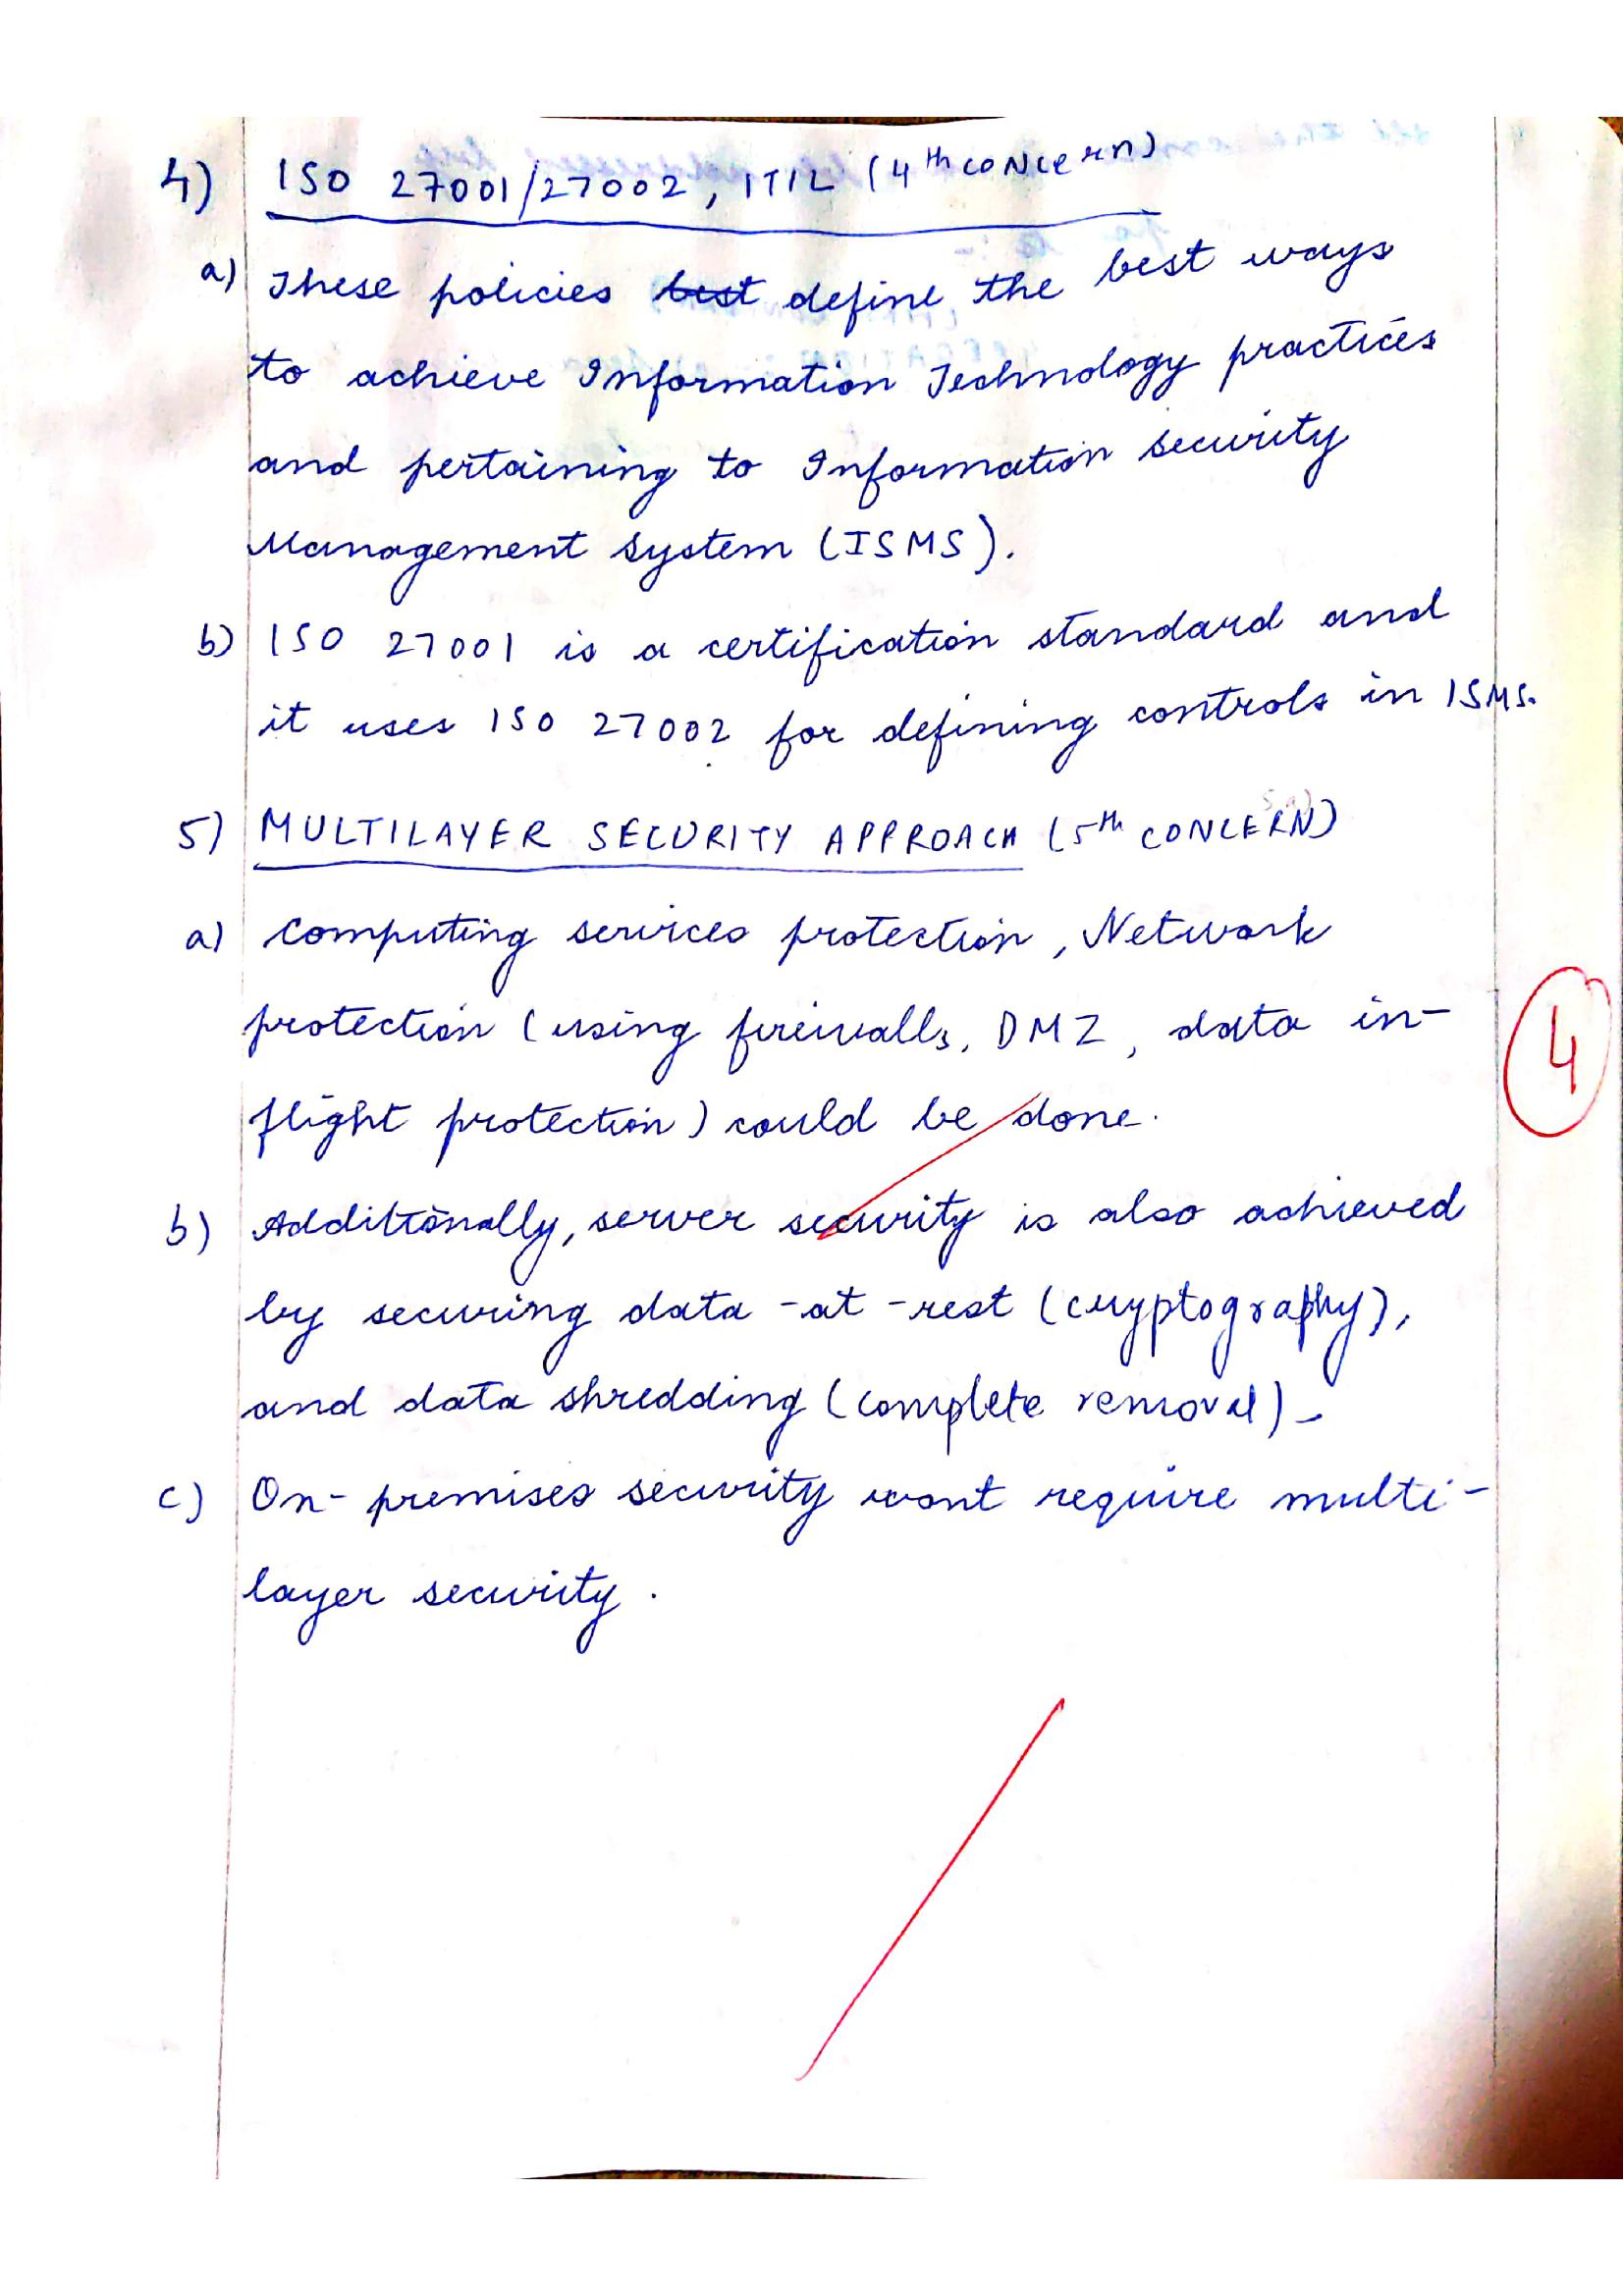 4) ISO 27001/27002, ITIL (4th CONCERN)
a) These policies best define the best ways
to achieve Information Technology practices
and pertaining to Information security
Management system (ISMS).
b) ISO 27001 is a certification standard and
it uses ISO 27002 for defining controls in ISMS.
5) MULTILAYER SECURITY APPROACH (5th CONCERN)
a) Computing services protection, Network
protection (using firewalls, DMZ, data in-
flight protection) could be done.
4
b) Additionally, server security is also achieved
by securing data -at -rest (cryptography),
and data shredding (complete removal).
c) On-premises security wont require multi-
layer security.